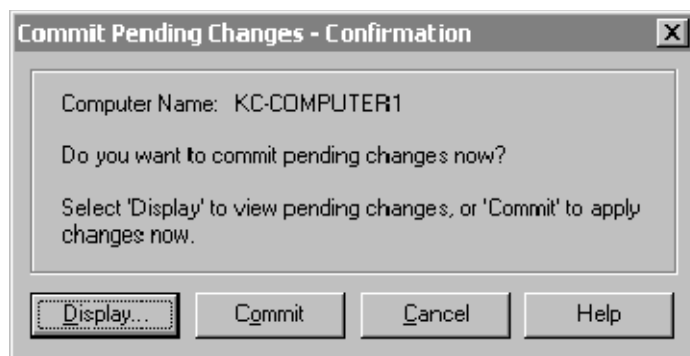 Commit Pending Changes - Confirmation
Computer Name: KC-COMPUTER1
Do you want to commit pending changes now?
Select 'Display' to view pending changes, or 'Commit' to apply
changes now.
Display... Commit Cancel Help